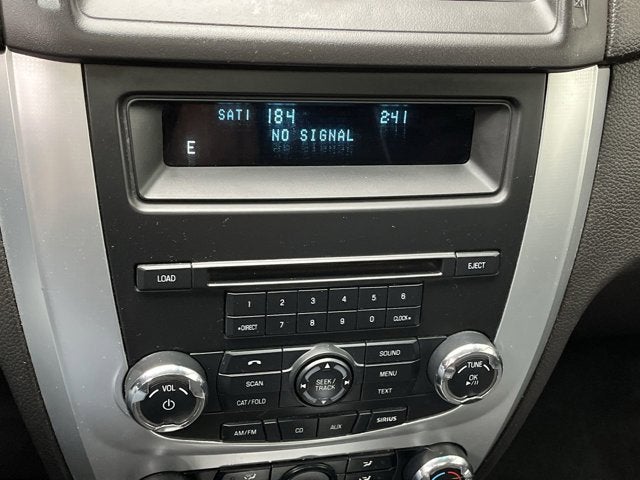 SAT1 184 2:41
NO SIGNAL
E
LOAD EJECT
1 2 3 4 5 6
•DIRECT 7 8 9 0 CLOCK•
SOUND
VOL SCAN SEEK/ MENU TUNE
TRACK OK
CAT/FOLD TEXT ►/II
AM/FM CD AUX SIRIUS